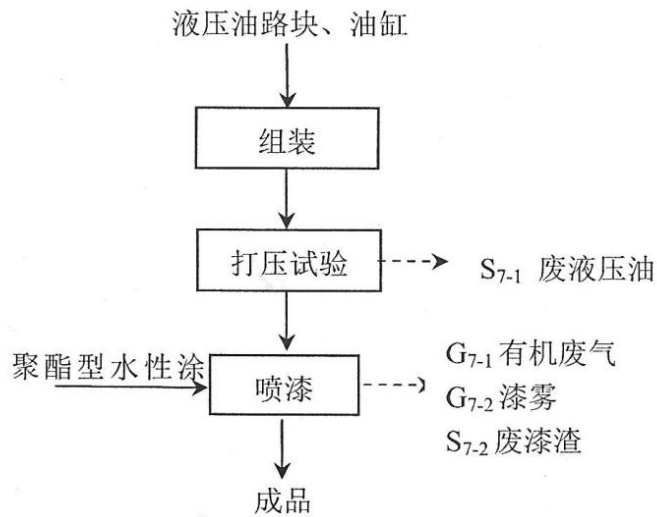 液压油路块、油缸
组装
打压试验
S7-1 废液压油
聚酯型水性涂
喷漆
G7-1有机废气
G7-2漆雾
S7-2废漆渣
成品